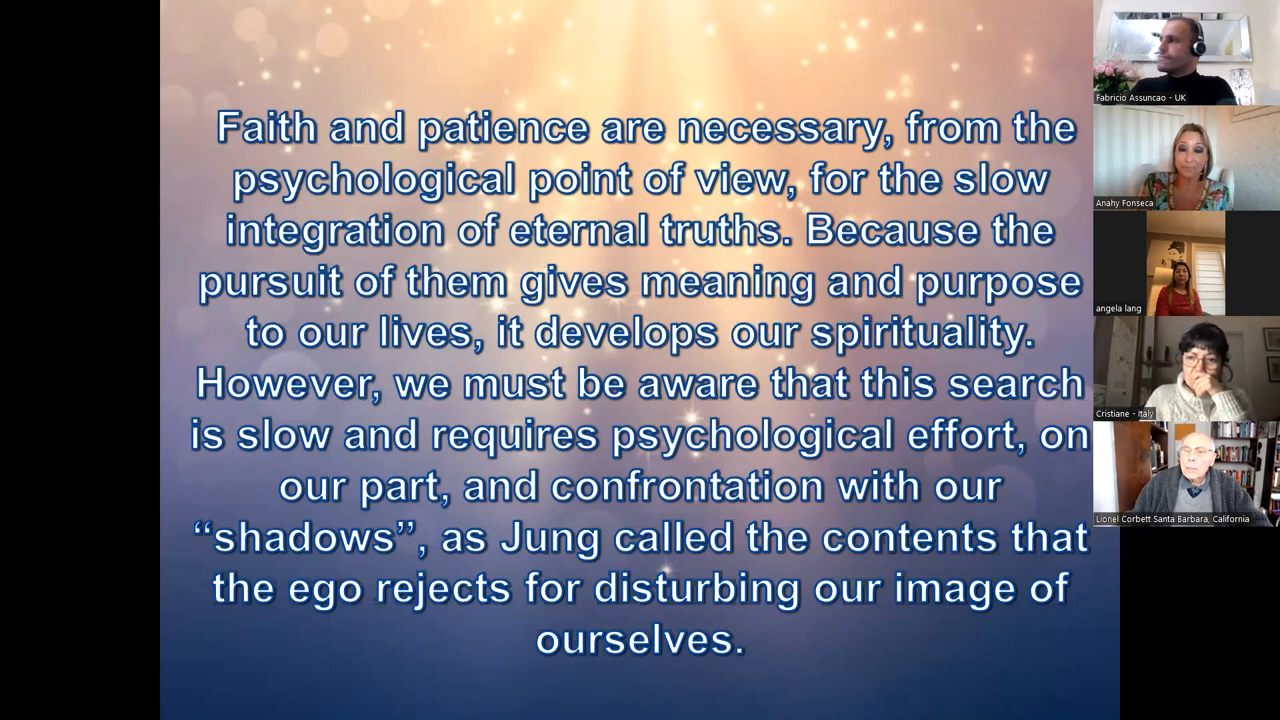 Faith and patience are necessary, from the
psychological point of view, for the slow
integration of eternal truths. Because the
pursuit of them gives meaning and purpose
to our lives, it develops our spirituality.
However, we must be aware that this search
is slow and requires psychological effort, on
our part, and confrontation with our
“shadows”, as Jung called the contents that
the ego rejects for disturbing our image of
ourselves.
Fabricio Assuncao - UK
Anahy Fonseca
angela lang
Cristiane - Italy
Lionel Corbett Santa Barbara, California